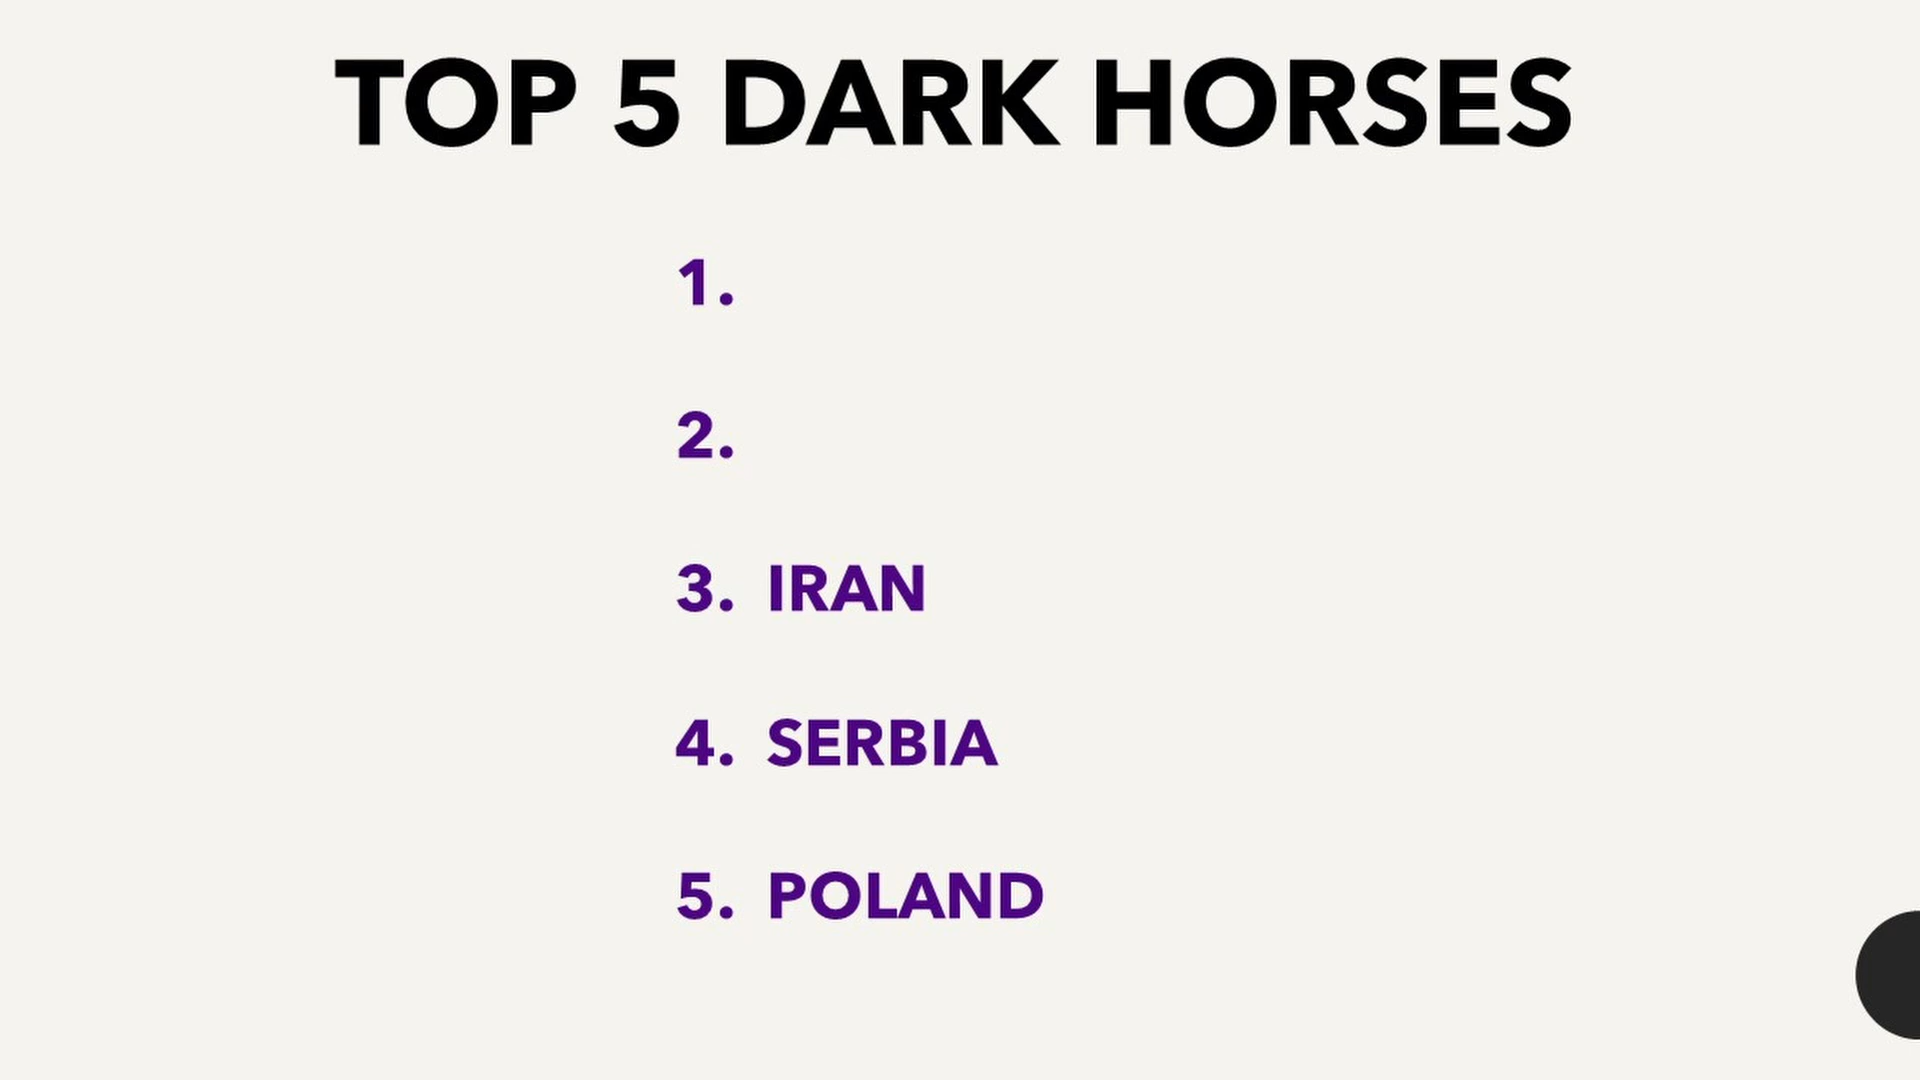 TOP 5 DARK HORSES
1.
2.
3. IRAN
4. SERBIA
5. POLAND